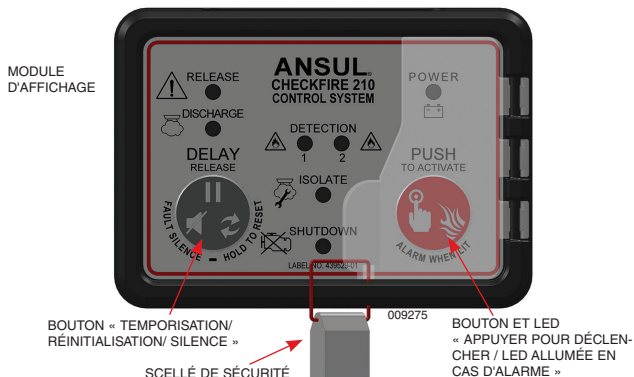 MODULE
D'AFFICHAGE
ANSUL®
CHECKFIRE 210
CONTROL SYSTEM
RELEASE
DISCHARGE
POWER
DETECTION
1 2
DELAY
RELEASE
ISOLATE
PUSH
TO ACTIVATE
FAULT SILENCE – HOLD TO RESET
SHUTDOWN
ALARM WHEN LIT
LABEL NO. 439523-01
009275
BOUTON « TEMPORISATION/
RÉINITIALISATION/ SILENCE »
SCELLÉ DE SÉCURITÉ
BOUTON ET LED
« APPUYER POUR DÉCLEN-
CHER / LED ALLUMÉE EN
CAS D'ALARME »